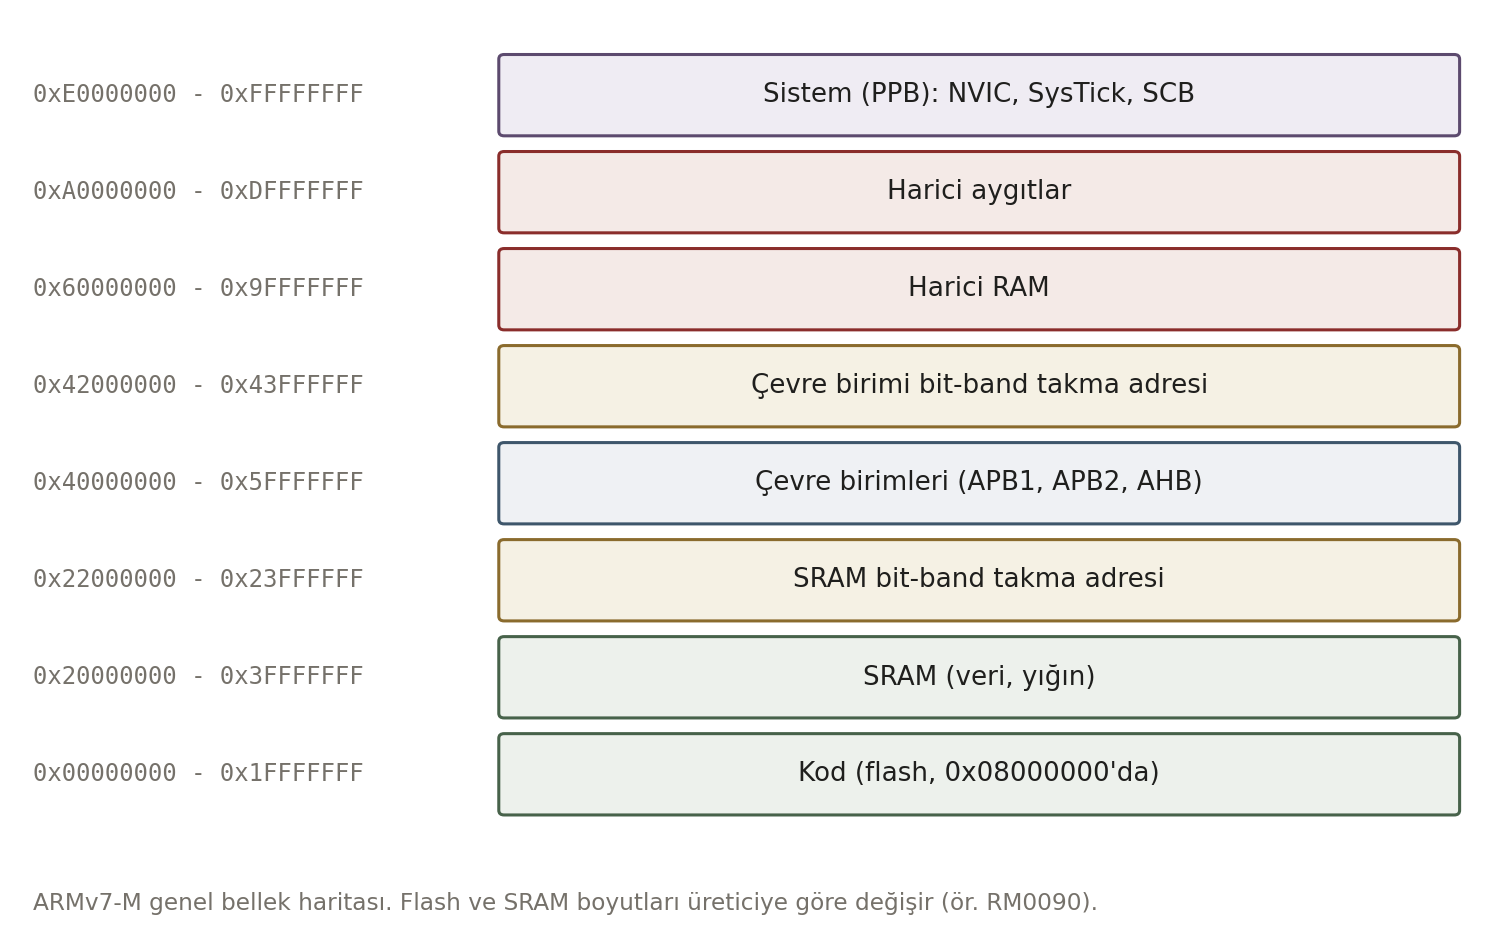 0xE0000000 - 0xFFFFFFFF Sistem (PPB): NVIC, SysTick, SCB
0xA0000000 - 0xDFFFFFFF Harici aygıtlar
0x60000000 - 0x9FFFFFFF Harici RAM
0x42000000 - 0x43FFFFFF Çevre birimi bit-band takma adresi
0x40000000 - 0x5FFFFFFF Çevre birimleri (APB1, APB2, AHB)
0x22000000 - 0x23FFFFFF SRAM bit-band takma adresi
0x20000000 - 0x3FFFFFFF SRAM (veri, yığın)
0x00000000 - 0x1FFFFFFF Kod (flash, 0x08000000'da)
ARMv7-M genel bellek haritası. Flash ve SRAM boyutları üreticiye göre değişir (ör. RM0090).